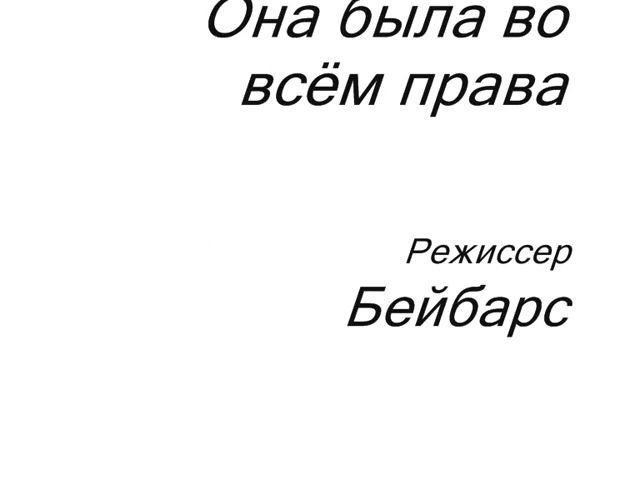 Она была во
всём права
Режиссер
Бейбарс